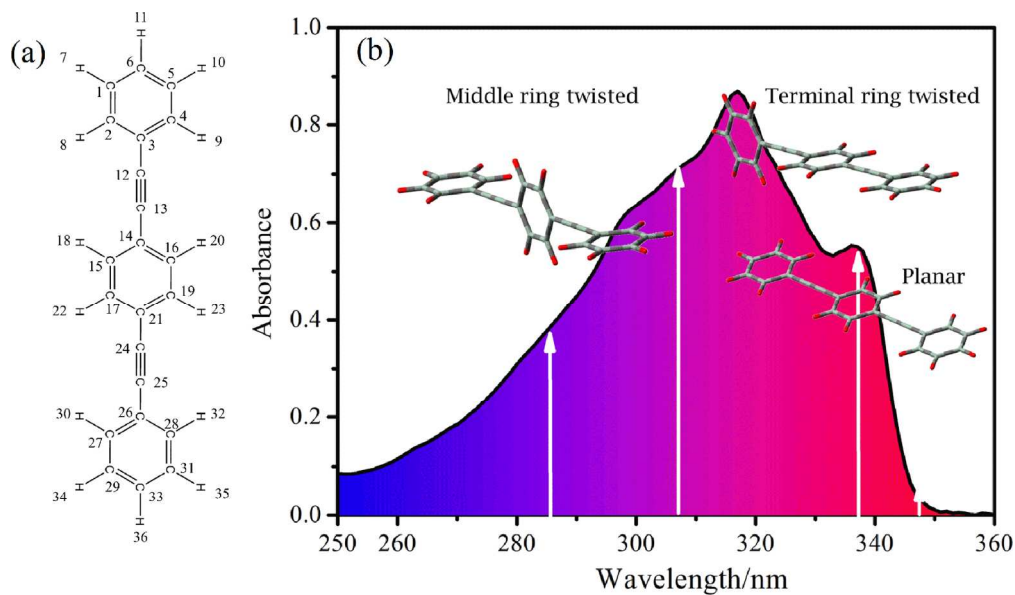 (a)
11
H
7 H 6 C H 10
C 5
1 C C
C C 4
2 C
H 3 H
8 9
12 C
C 13
14
18 H C H 20
15 C C 16
C C 19
22 H 17 C H 23
21
24 C
C 25
26
30 H C H 32
C C 28
27
C C 31
29 C
34 H 33 H 35
H
36
(b)
Middle ring twisted
Terminal ring twisted
Planar
Absorbance
1.0
0.8
0.6
0.4
0.2
0.0
250 260 280 300 320 340 360
Wavelength/nm